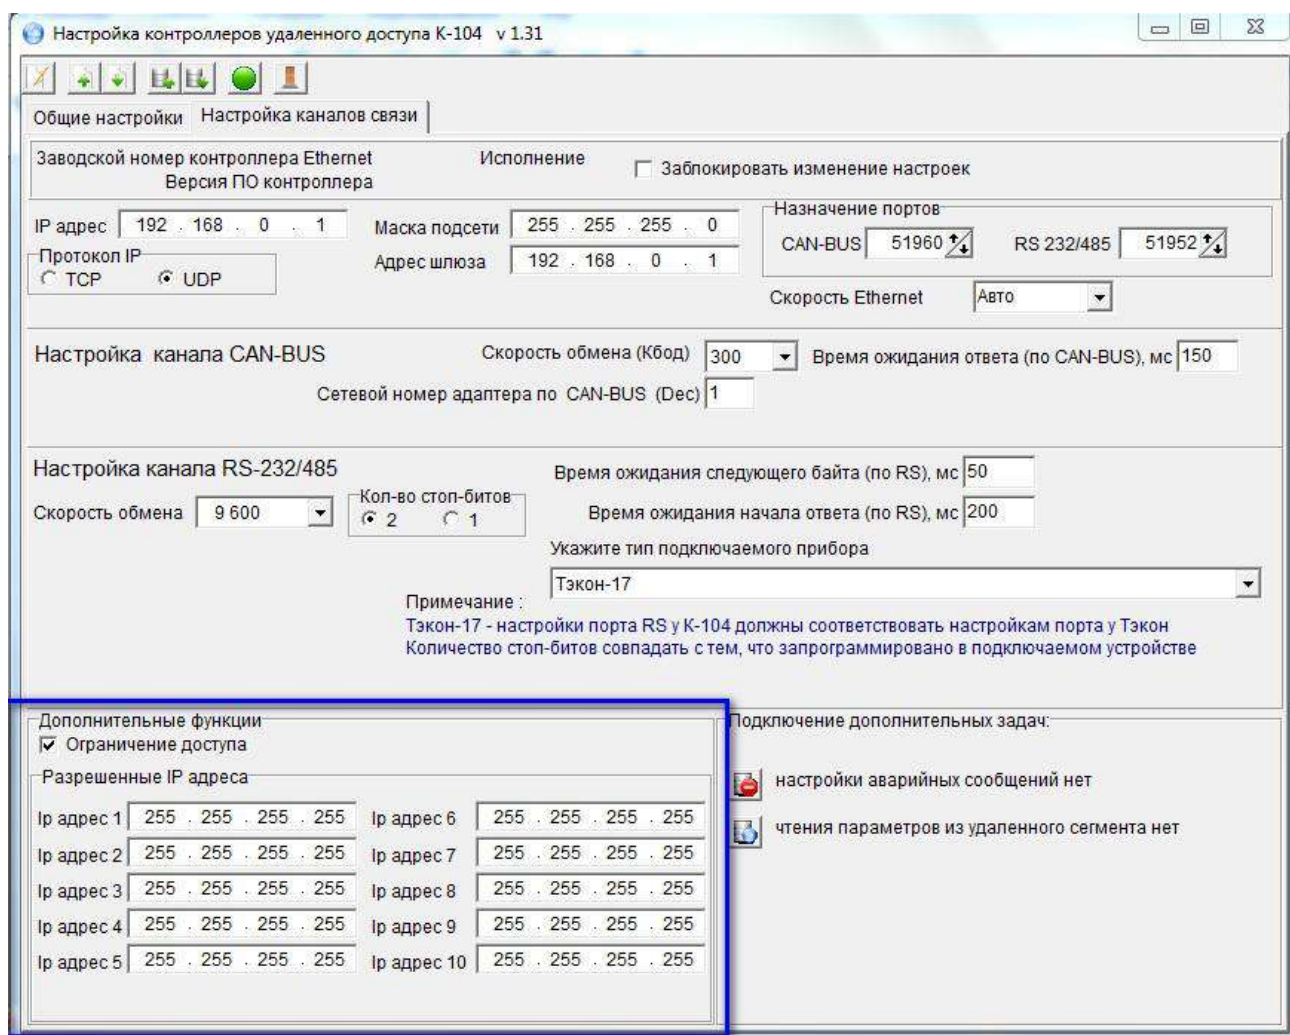 Настройка контроллеров удаленного доступа К-104 v 1.31
Общие настройки Настройка каналов связи
Заводской номер контроллера Ethernet Исполнение Заблокировать изменение настроек
Версия ПО контроллера
Назначение портов
IP адрес 192 . 168 . 0 . 1 Маска подсети 255 . 255 . 255 . 0
CAN-BUS 51960 RS 232/485 51952
Протокол IP
TCP UDP
Адрес шлюза 192 . 168 . 0 . 1
Скорость Ethernet Авто
Настройка канала CAN-BUS Скорость обмена (Кбод) 300 Время ожидания ответа (по CAN-BUS), мс 150
Сетевой номер адаптера по CAN-BUS (Dec) 1
Настройка канала RS-232/485 Время ожидания следующего байта (по RS), мс 50
Скорость обмена 9 600 Кол-во стоп-битов 2 1 Время ожидания начала ответа (по RS), мс 200
Укажите тип подключаемого прибора
Тэкон-17
Примечание :
Тэкон-17 - настройки порта RS у К-104 должны соответствовать настройкам порта у Тэкон
Количество стоп-битов совпадать с тем, что запрограммировано в подключаемом устройстве
Дополнительные функции
Ограничение доступа
Разрешенные IP адреса
Ip адрес 1 255 . 255 . 255 . 255 Ip адрес 6 255 . 255 . 255 . 255
Ip адрес 2 255 . 255 . 255 . 255 Ip адрес 7 255 . 255 . 255 . 255
Ip адрес 3 255 . 255 . 255 . 255 Ip адрес 8 255 . 255 . 255 . 255
Ip адрес 4 255 . 255 . 255 . 255 Ip адрес 9 255 . 255 . 255 . 255
Ip адрес 5 255 . 255 . 255 . 255 Ip адрес 10 255 . 255 . 255 . 255
Подключение дополнительных задач:
настройки аварийных сообщений нет
чтения параметров из удаленного сегмента нет